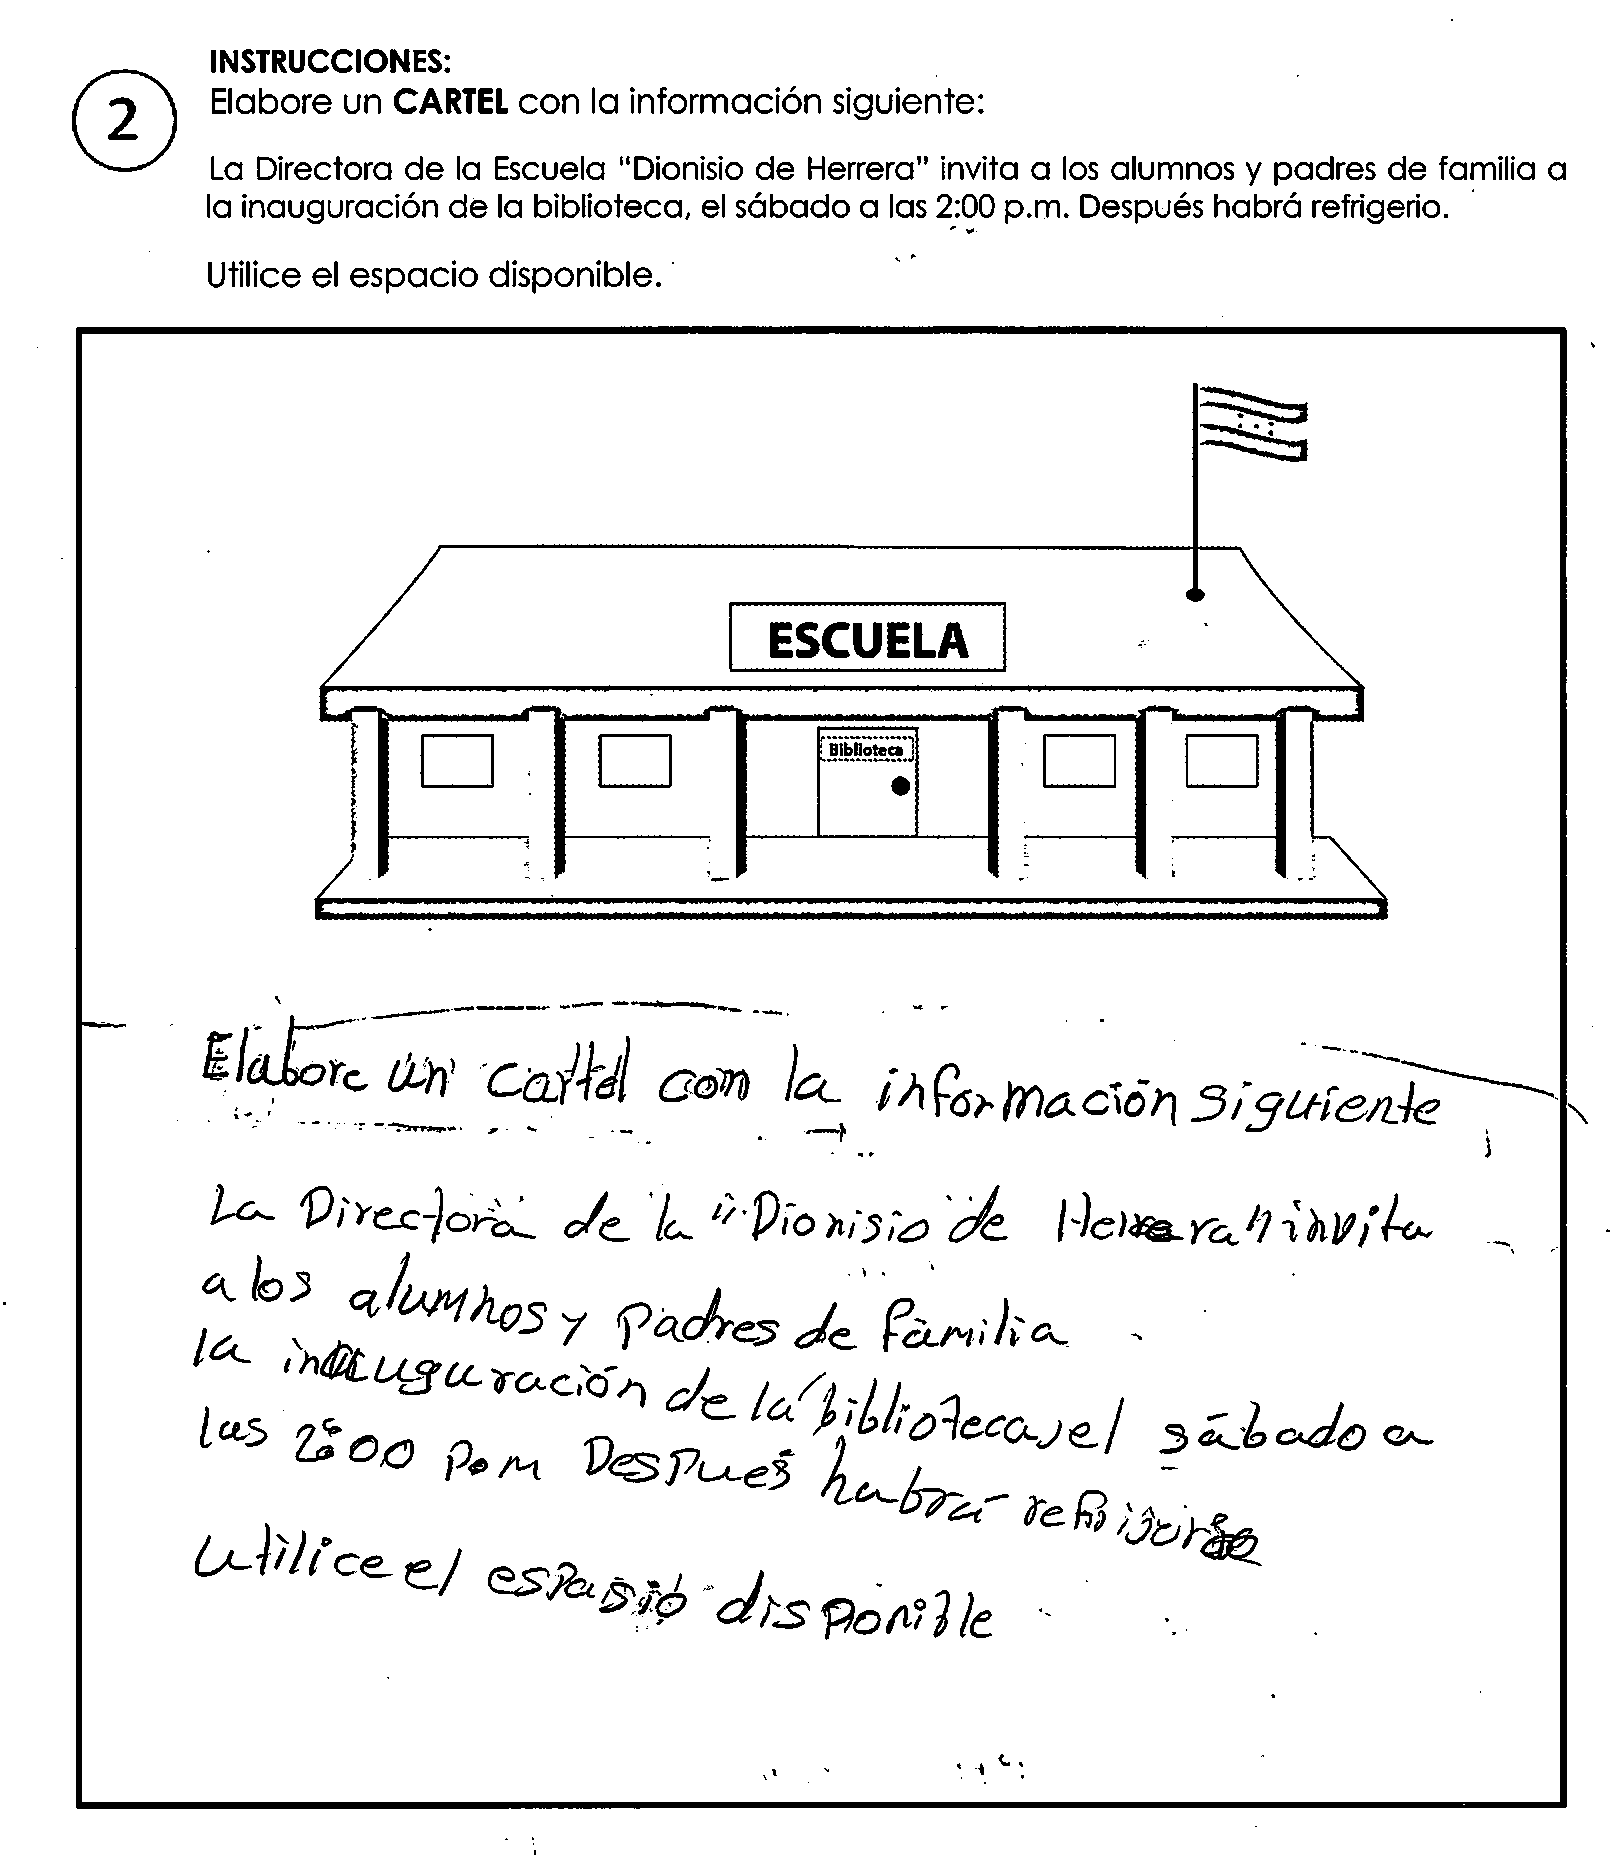 INSTRUCCIONES:
2
Elabore un CARTEL con la información siguiente:
La Directora de la Escuela "Dionisio de Herrera" invita a los alumnos y padres de familia a
la inauguración de la biblioteca, el sábado a las 2:00 p.m. Después habrá refrigerio.
Utilice el espacio disponible.
ESCUELA
Biblioteca
Elabore un cartel con la información siguiente
La Directora de la "Dionisio de Herrera" invita
a los alumnos y padres de familia
la inauguración de la biblioteca, el sábado a
las 2:00 p.m Despues habrá
Utilice el espasio disponible